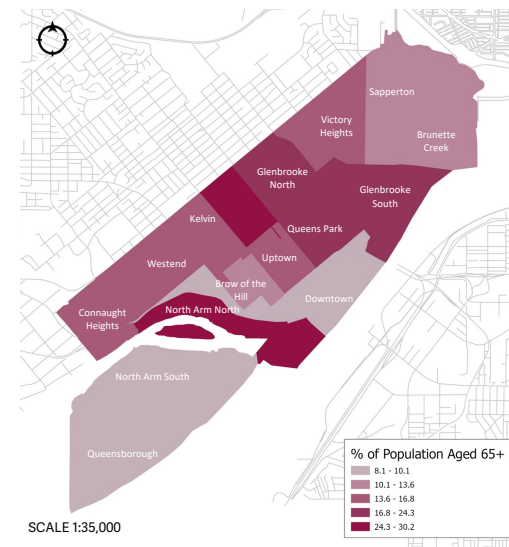 Sapperton
Victory
Heights
Brunette
Creek
Glenbrooke
North
Glenbrooke
South
Kelvin
Queens Park
Uptown
Westend
Brow of the
Hill
Downtown
North Arm North
Connaught
Heights
North Arm South
Queensborough
% of Population Aged 65+
8.1 - 10.1
10.1 - 13.6
13.6 - 16.8
16.8 - 24.3
24.3 - 30.2
SCALE 1:35,000